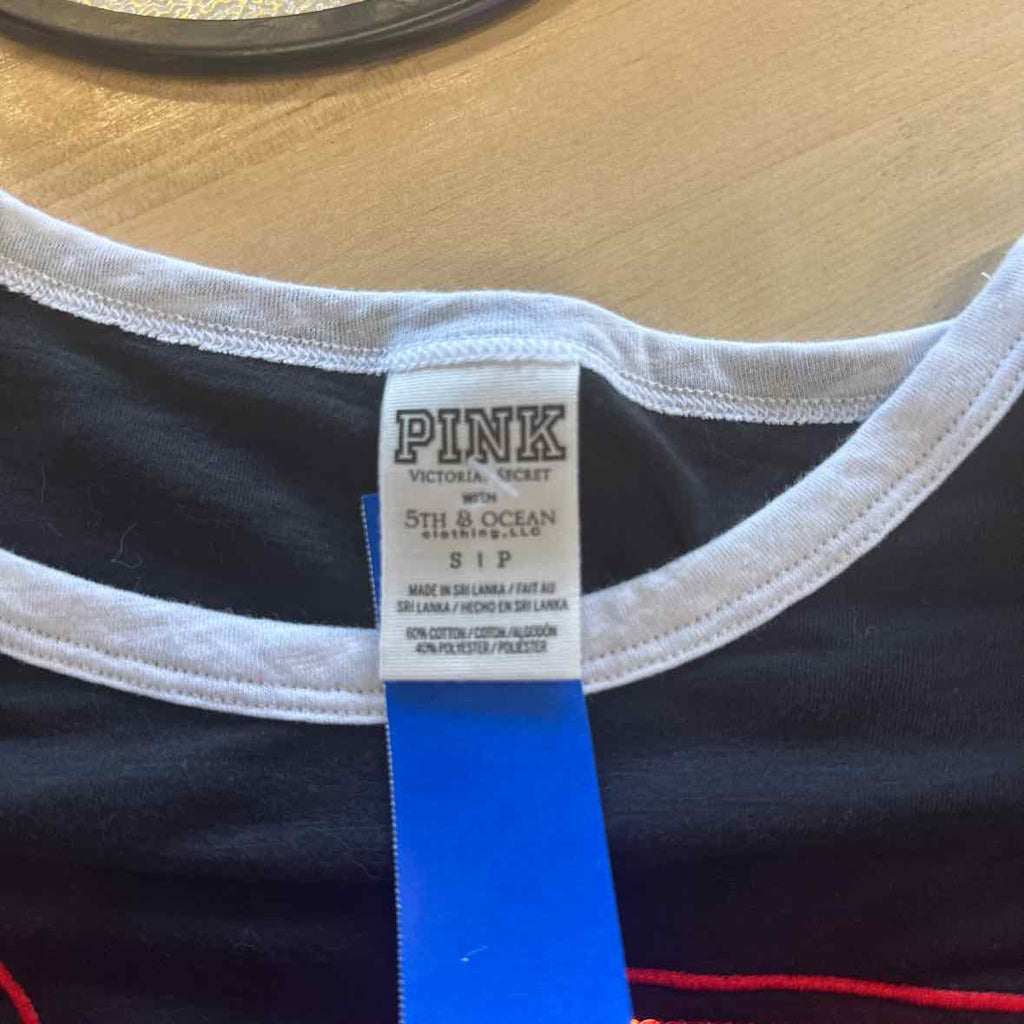 PINK
VICTORIA SECRET
WITH
5TH & OCEAN
clothing, LLC
S | P
MADE IN SRI LANKA / FAIT AU
SRI LANKA / HECHO EN SRI LANKA
60% COTTON / COTON / ALGODÓN
40% POLYESTER / POLIÉSTER